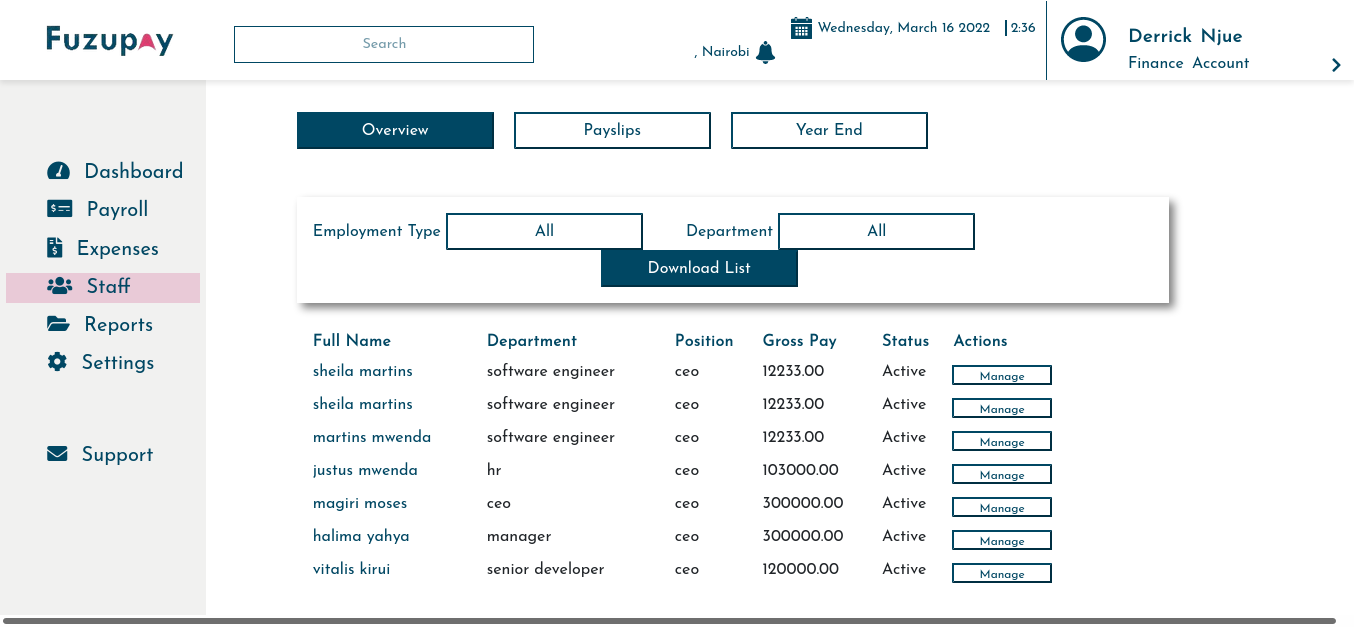 Fuzupay
Search
Wednesday, March 16 2022 2:36
, Nairobi
Derrick Njue
Finance Account
Dashboard
Payroll
Expenses
Staff
Reports
Settings
Support
Overview Payslips Year End
Employment Type All Department All
Download List
Full Name Department Position Gross Pay Status Actions
sheila martins software engineer ceo 12233.00 Active Manage
sheila martins software engineer ceo 12233.00 Active Manage
martins mwenda software engineer ceo 12233.00 Active Manage
justus mwenda hr ceo 103000.00 Active Manage
magiri moses ceo ceo 300000.00 Active Manage
halima yahya manager ceo 300000.00 Active Manage
vitalis kirui senior developer ceo 120000.00 Active Manage